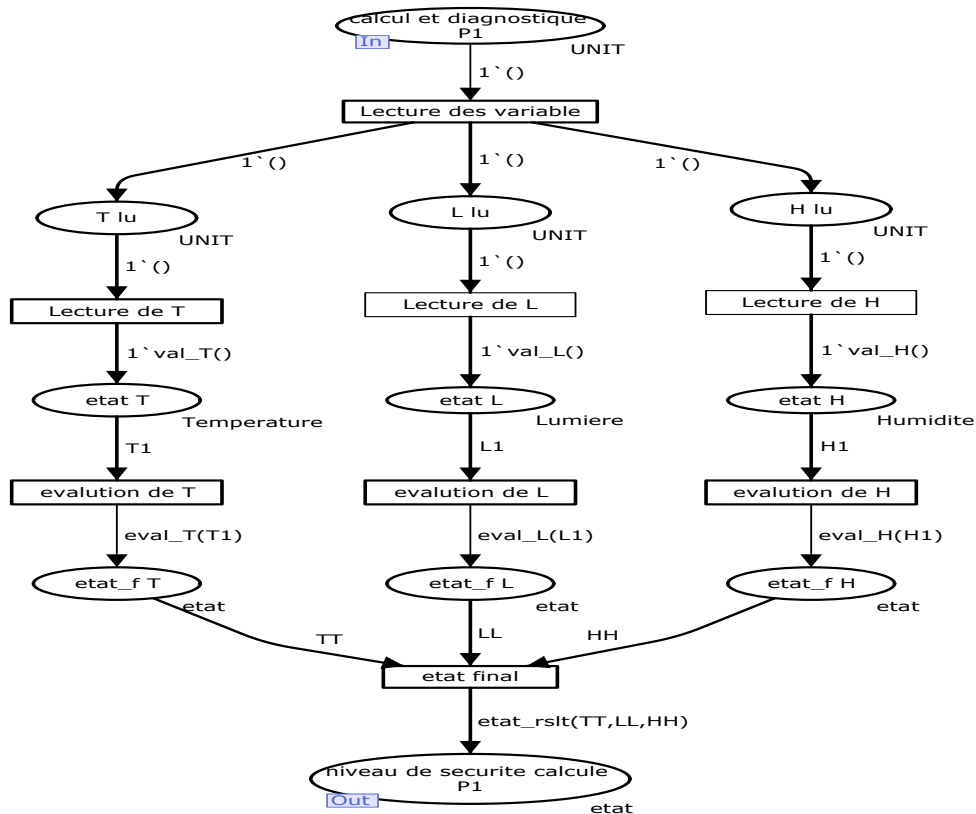 calcul et diagnostique
P1
In
UNIT
1`()
Lecture des variable
1`()
1`()
1`()
T lu
UNIT
L lu
UNIT
H lu
UNIT
1`()
1`()
1`()
Lecture de T
Lecture de L
Lecture de H
1`val_T()
1`val_L()
1`val_H()
etat T
Temperature
etat L
Lumiere
etat H
Humidite
T1
L1
H1
evalution de T
evalution de L
evalution de H
eval_T(T1)
eval_L(L1)
eval_H(H1)
etat_f T
etat
etat_f L
etat
etat_f H
etat
TT
LL
HH
etat final
etat_rslt(TT,LL,HH)
niveau de securite calcule
P1
Out
etat